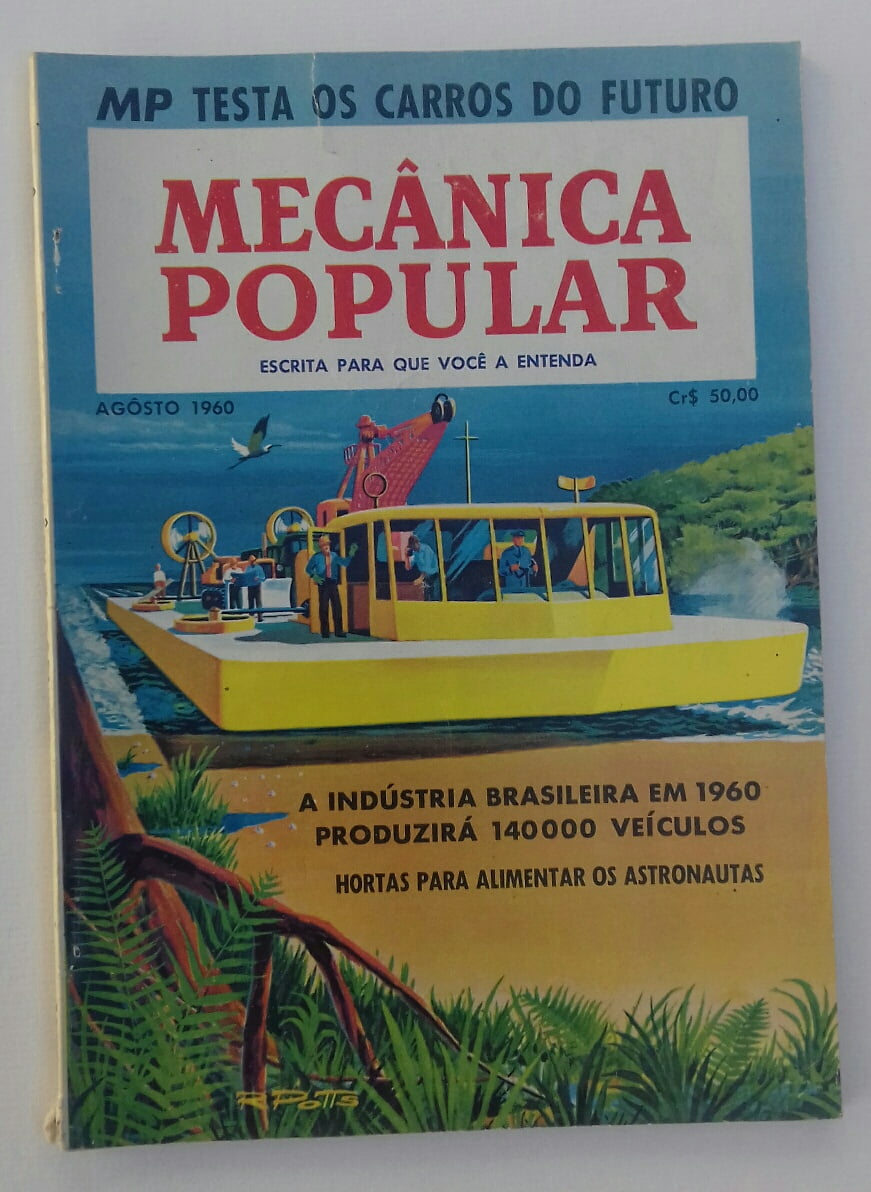 MP TESTA OS CARROS DO FUTURO
MECÂNICA
POPULAR
ESCRITA PARA QUE VOCÊ A ENTENDA
AGÔSTO 1960
Cr$ 50,00
A INDÚSTRIA BRASILEIRA EM 1960
PRODUZIRÁ 140000 VEÍCULOS
HORTAS PARA ALIMENTAR OS ASTRONAUTAS
R POTTS